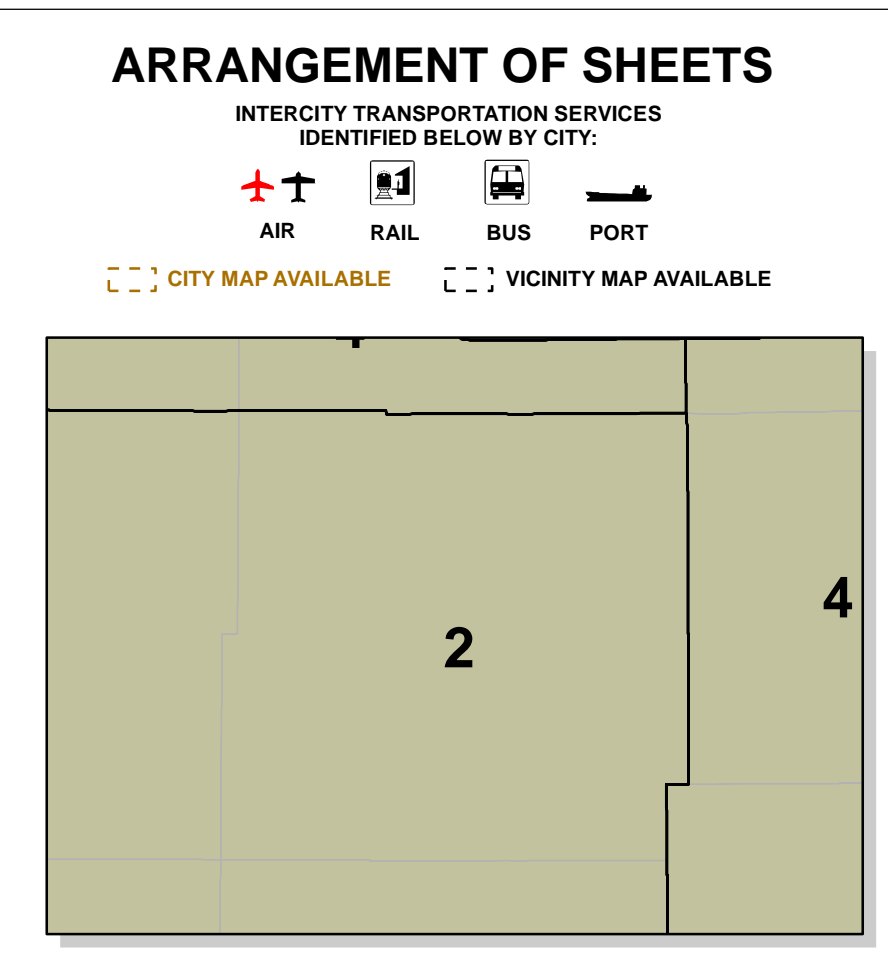 ARRANGEMENT OF SHEETS
INTERCITY TRANSPORTATION SERVICES
IDENTIFIED BELOW BY CITY:
AIR
RAIL
BUS
PORT
CITY MAP AVAILABLE
VICINITY MAP AVAILABLE
4
2